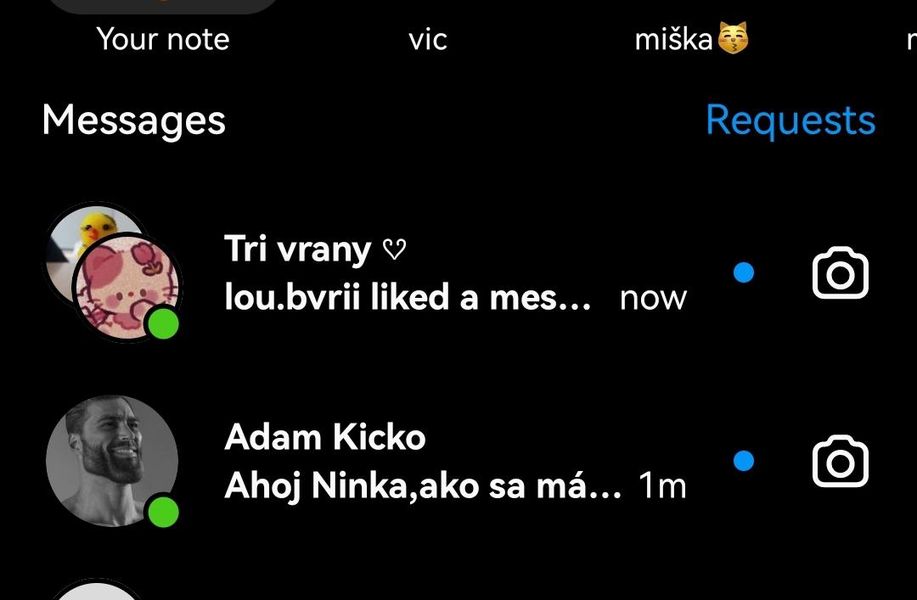 Your note vic miška😽
Messages Requests
Tri vrany ♡
lou.bvrii liked a mes... now
Adam Kicko
Ahoj Ninka,ako sa má... 1m